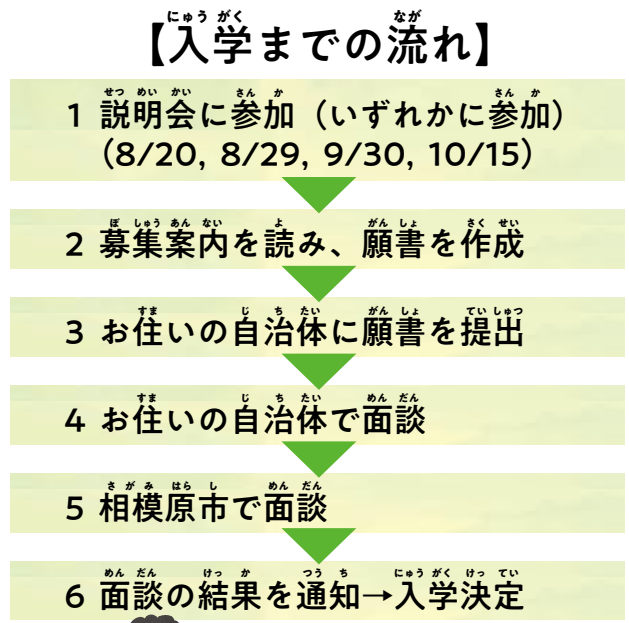 【入学までの流れ】
1 説明会に参加（いずれかに参加）
（8/20, 8/29, 9/30, 10/15）
2 募集案内を読み、願書を作成
3 お住いの自治体に願書を提出
4 お住いの自治体で面談
5 相模原市で面談
6 面談の結果を通知→入学決定